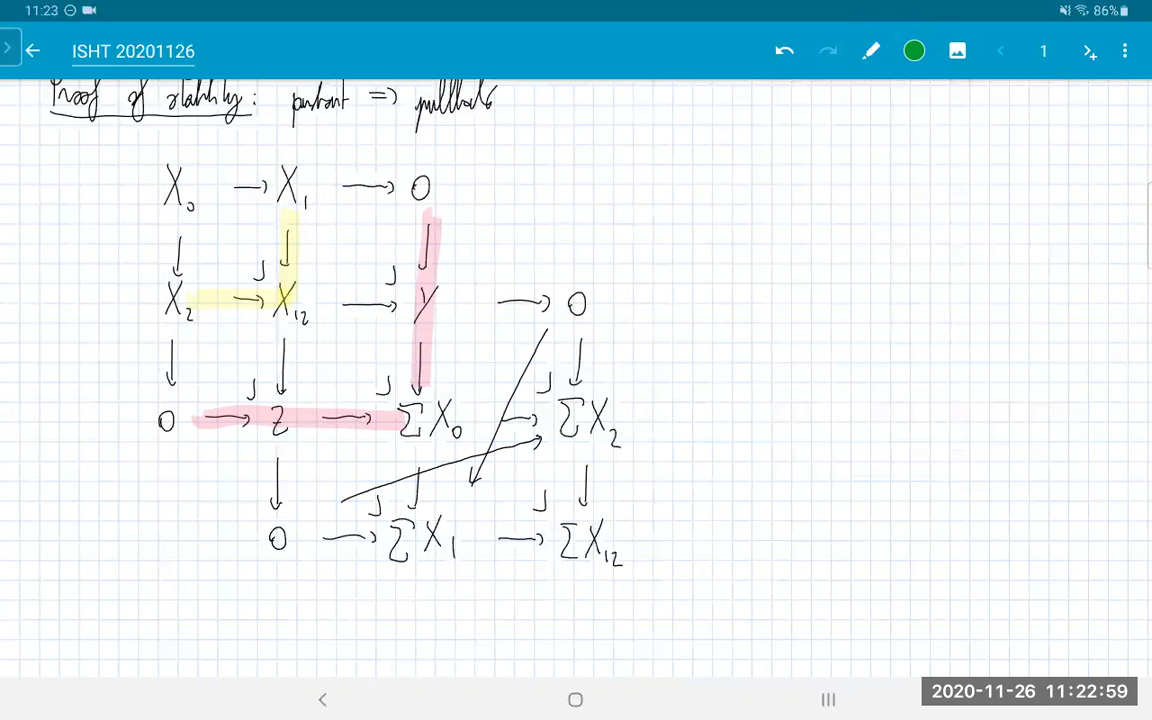 11:23 86%
ISHT 20201126 1
Proof of stability: pushout => pullback
X₀ → X₁ → 0
X₂ → X₁₂ → Y → 0
0 → Z → ΣX₀ → ΣX₂
0 → ΣX₁ → ΣX₁₂
2020-11-26 11:22:59